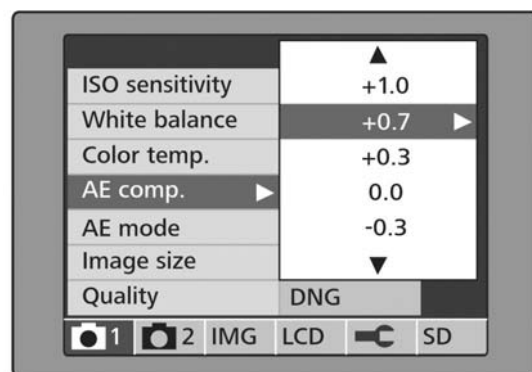 ISO sensitivity
White balance
Color temp.
AE comp.
AE mode
Image size
Quality
+1.0
+0.7
+0.3
0.0
-0.3
DNG
1 2 IMG LCD SD